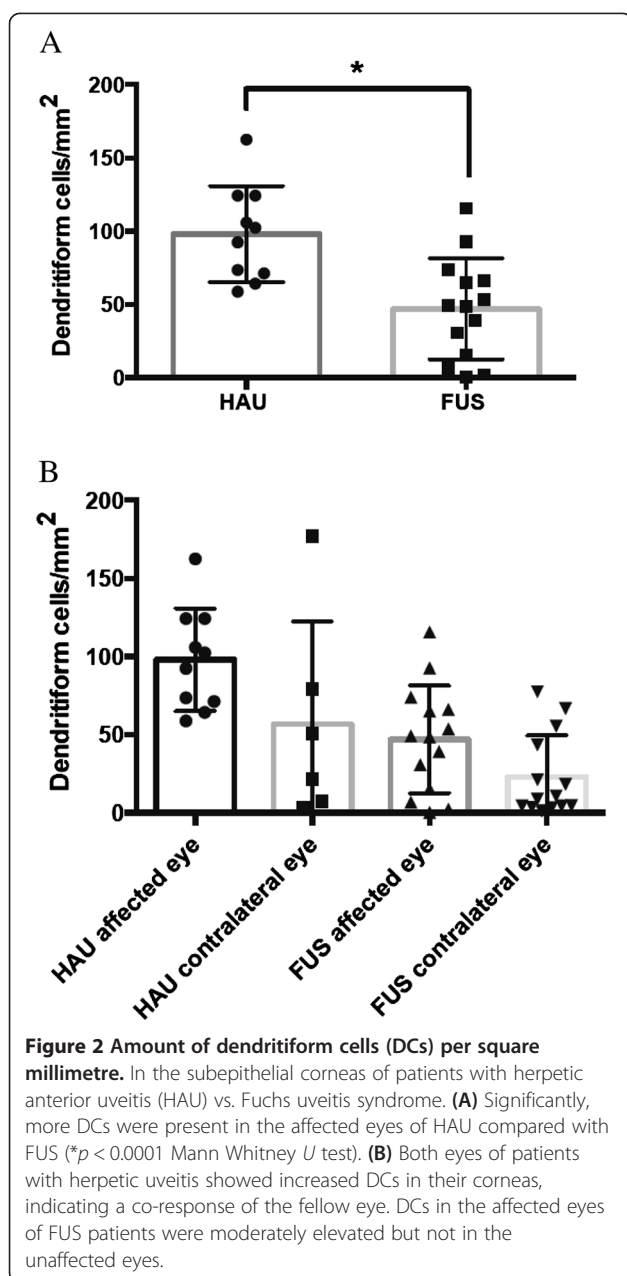 A
*
200
150
100
50
0
Dendritiform cells/mm2
HAU
FUS
B
200
150
100
50
0
Dendritiform cells/mm2
HAU affected eye
HAU contralateral eye
FUS affected eye
FUS contralateral eye
Figure 2 Amount of dendritiform cells (DCs) per square
millimetre. In the subepithelial corneas of patients with herpetic
anterior uveitis (HAU) vs. Fuchs uveitis syndrome. (A) Significantly,
more DCs were present in the affected eyes of HAU compared with
FUS (*p < 0.0001 Mann Whitney U test). (B) Both eyes of patients
with herpetic uveitis showed increased DCs in their corneas,
indicating a co-response of the fellow eye. DCs in the affected eyes
of FUS patients were moderately elevated but not in the
unaffected eyes.